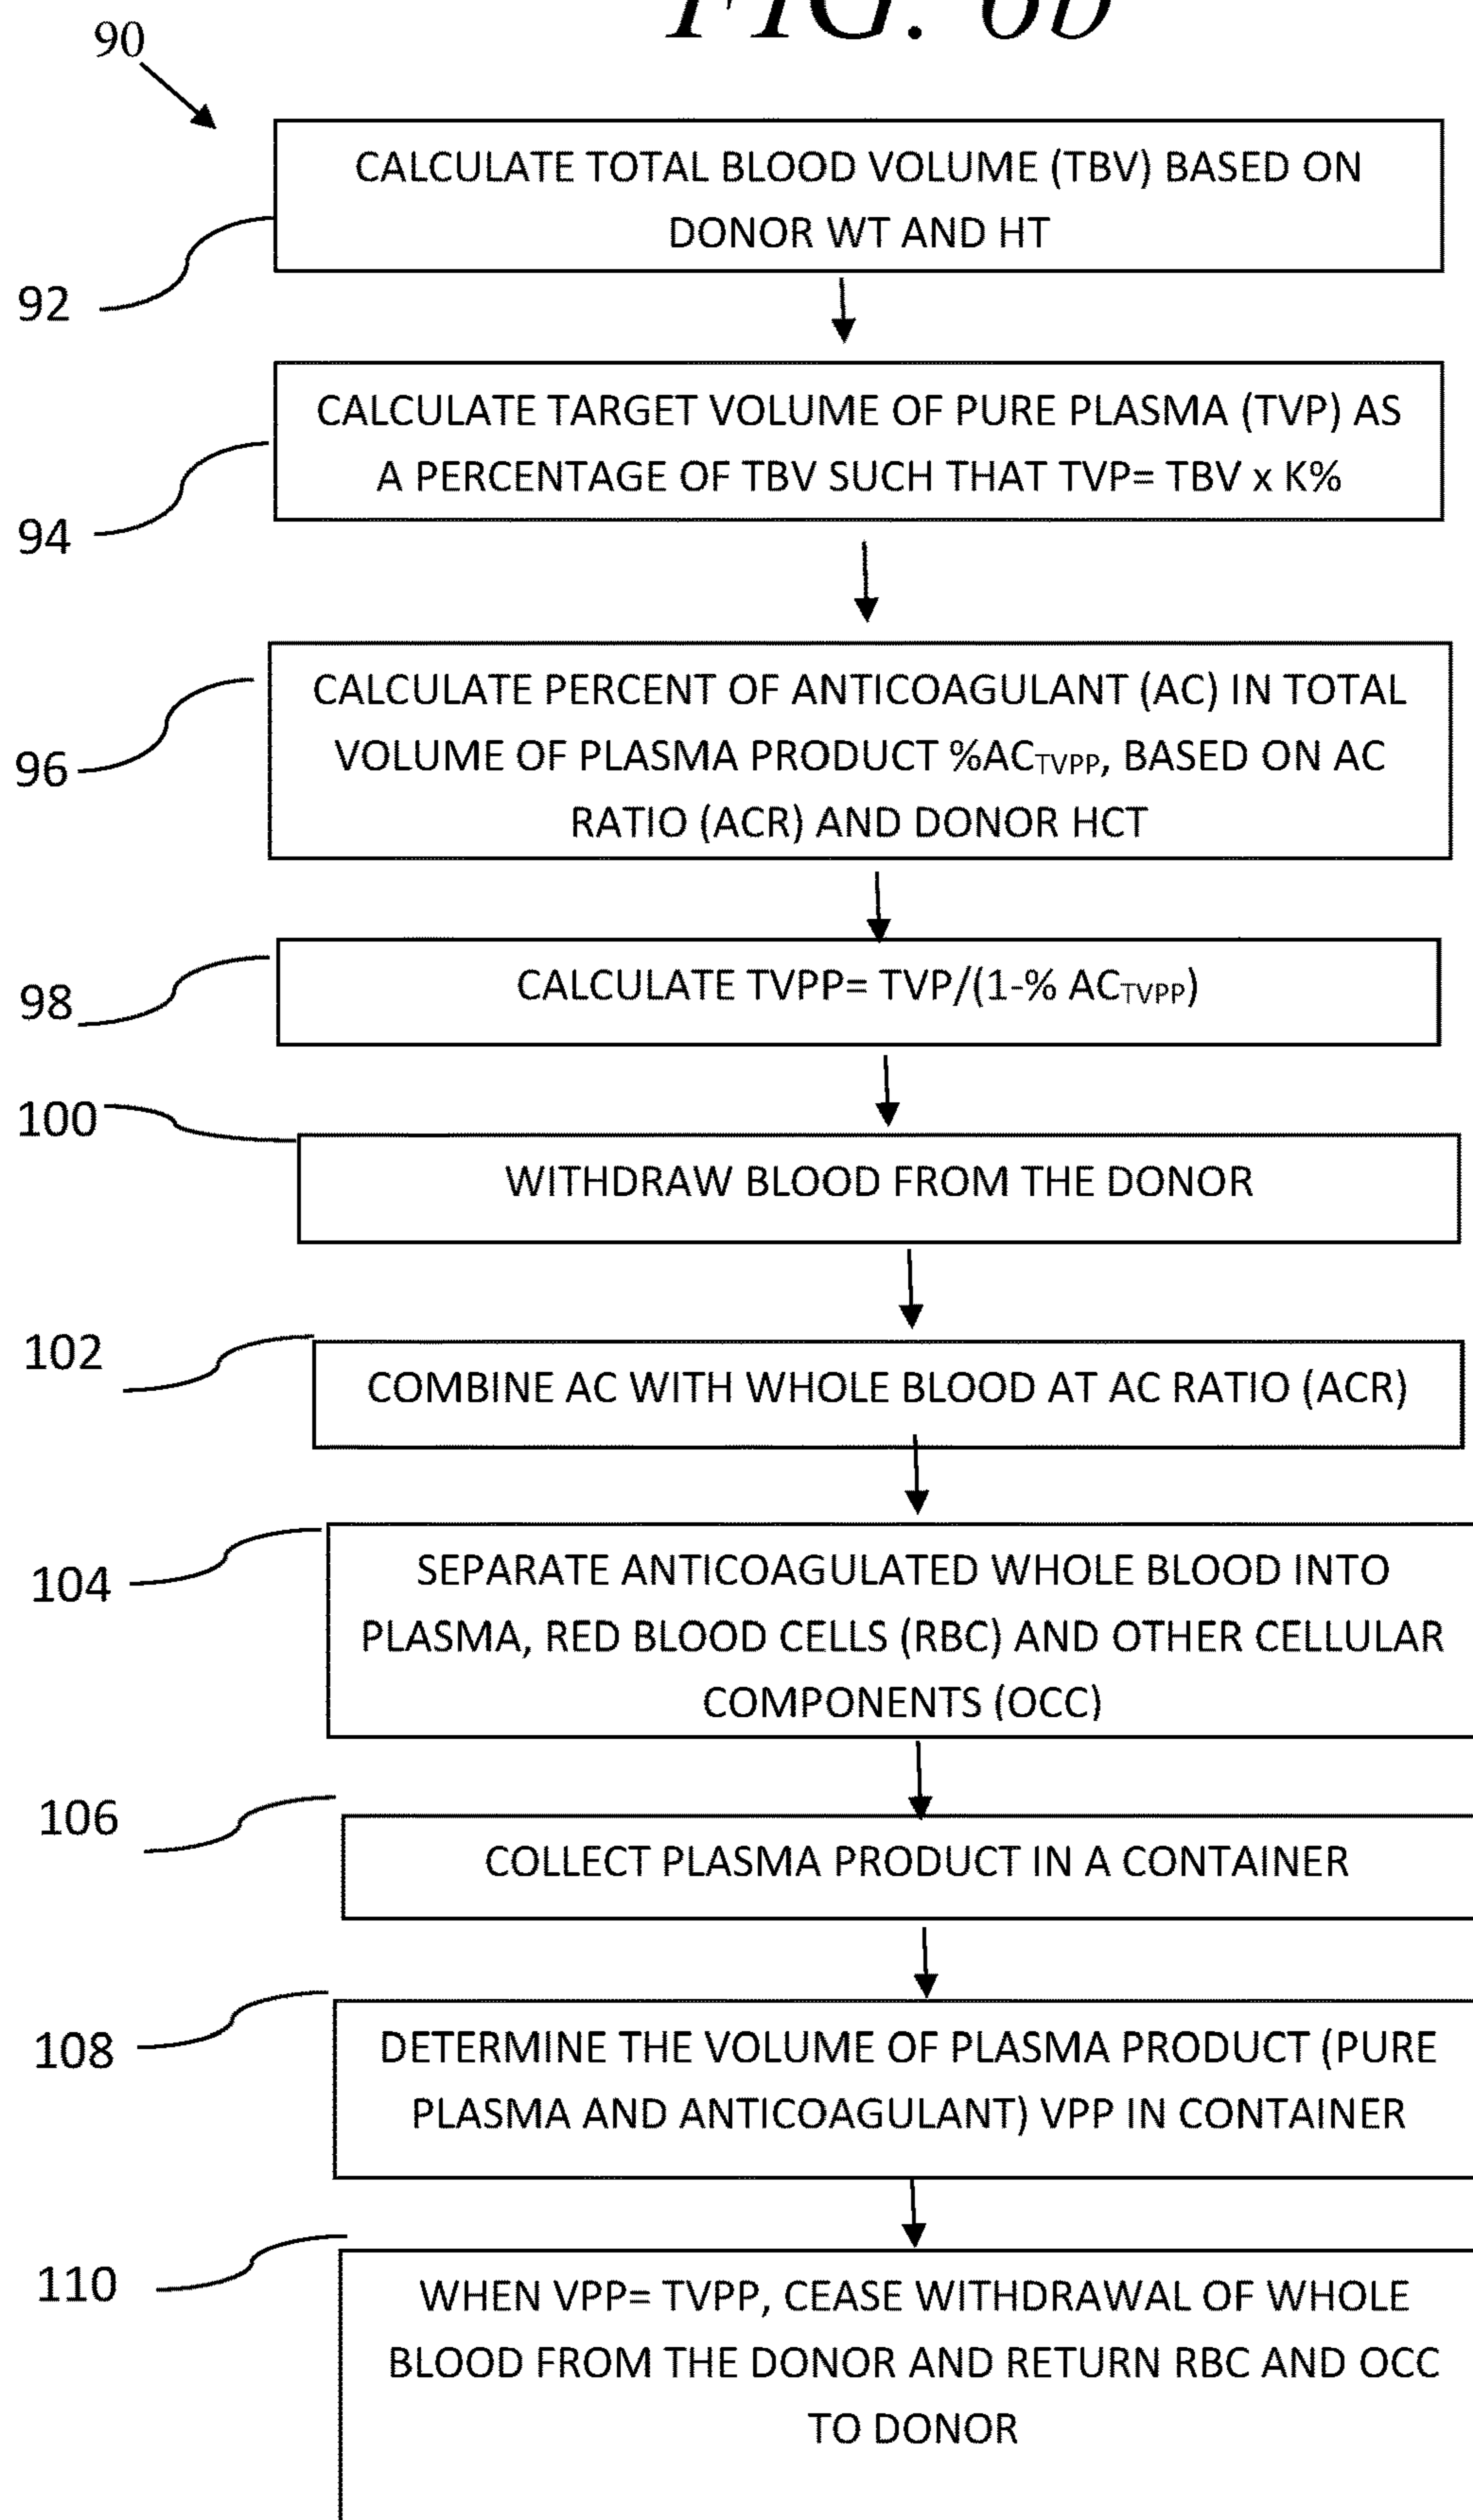 FIG. 6b
90
CALCULATE TOTAL BLOOD VOLUME (TBV) BASED ON
DONOR WT AND HT
92
CALCULATE TARGET VOLUME OF PURE PLASMA (TVP) AS
A PERCENTAGE OF TBV SUCH THAT TVP= TBV x K%
94
CALCULATE PERCENT OF ANTICOAGULANT (AC) IN TOTAL
VOLUME OF PLASMA PRODUCT %ACTVPP, BASED ON AC
RATIO (ACR) AND DONOR HCT
96
CALCULATE TVPP= TVP/(1-% ACTVPP)
98
100
WITHDRAW BLOOD FROM THE DONOR
102
COMBINE AC WITH WHOLE BLOOD AT AC RATIO (ACR)
104
SEPARATE ANTICOAGULATED WHOLE BLOOD INTO
PLASMA, RED BLOOD CELLS (RBC) AND OTHER CELLULAR
COMPONENTS (OCC)
106
COLLECT PLASMA PRODUCT IN A CONTAINER
108
DETERMINE THE VOLUME OF PLASMA PRODUCT (PURE
PLASMA AND ANTICOAGULANT) VPP IN CONTAINER
110
WHEN VPP= TVPP, CEASE WITHDRAWAL OF WHOLE
BLOOD FROM THE DONOR AND RETURN RBC AND OCC
TO DONOR